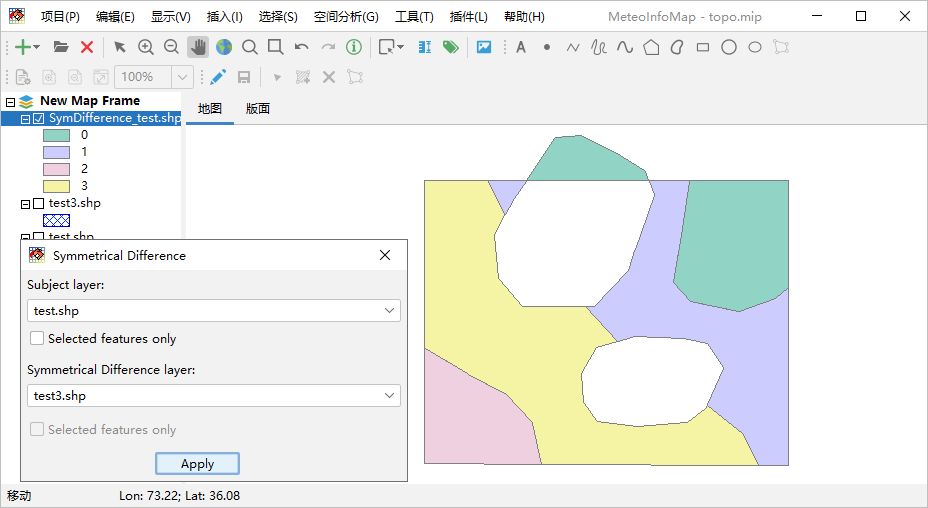 MeteoInfoMap - topo.mip
项目(P) 编辑(E) 显示(V) 插入(I) 选择(S) 空间分析(G) 工具(T) 插件(L) 帮助(H)
A
100%
New Map Frame
地图 版面
SymDifference_test.shp
0
1
2
3
test3.shp
test.shp
Symmetrical Difference
Subject layer:
test.shp
Selected features only
Symmetrical Difference layer:
test3.shp
Selected features only
Apply
移动 Lon: 73.22; Lat: 36.08